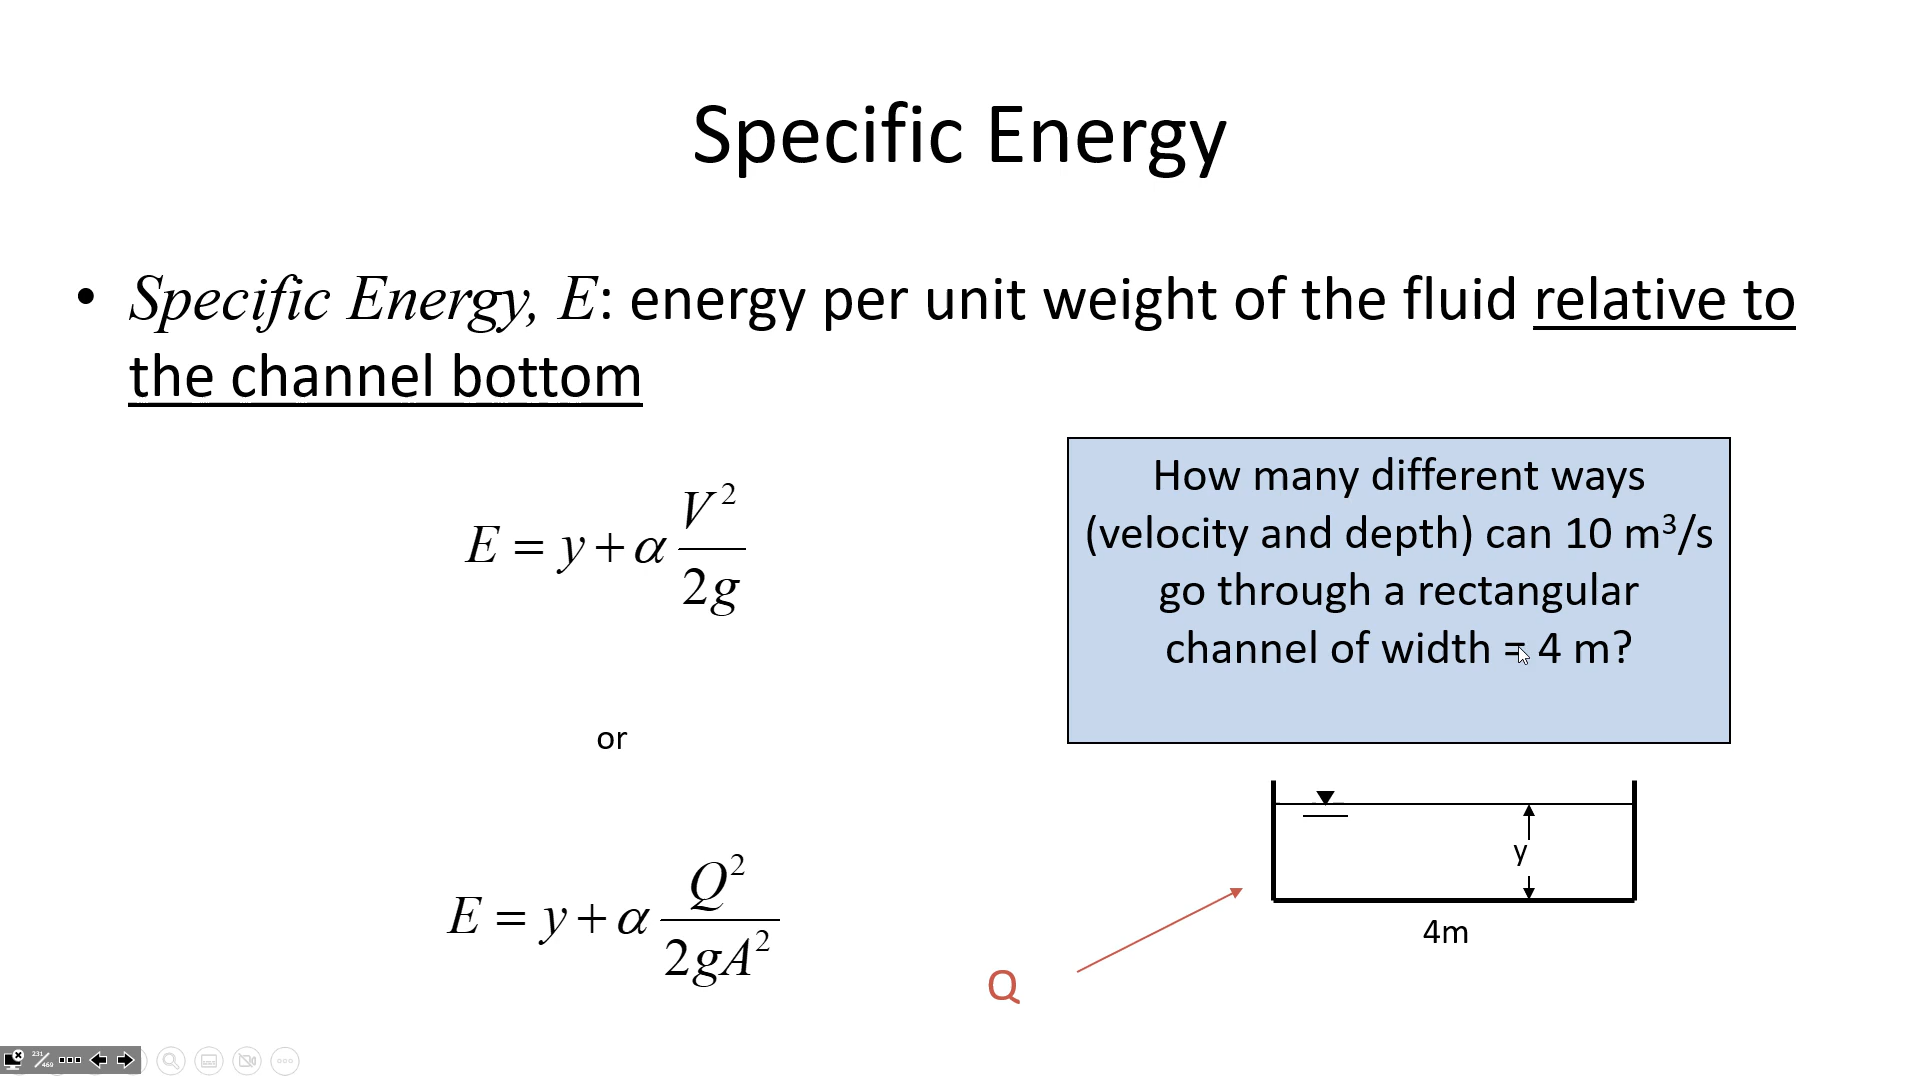 Specific Energy
• Specific Energy, E: energy per unit weight of the fluid relative to
the channel bottom
E = y + α V²/2g
or
E = y + α Q²/2gA²
How many different ways
(velocity and depth) can 10 m³/s
go through a rectangular
channel of width = 4 m?
y
4m
Q
231/469